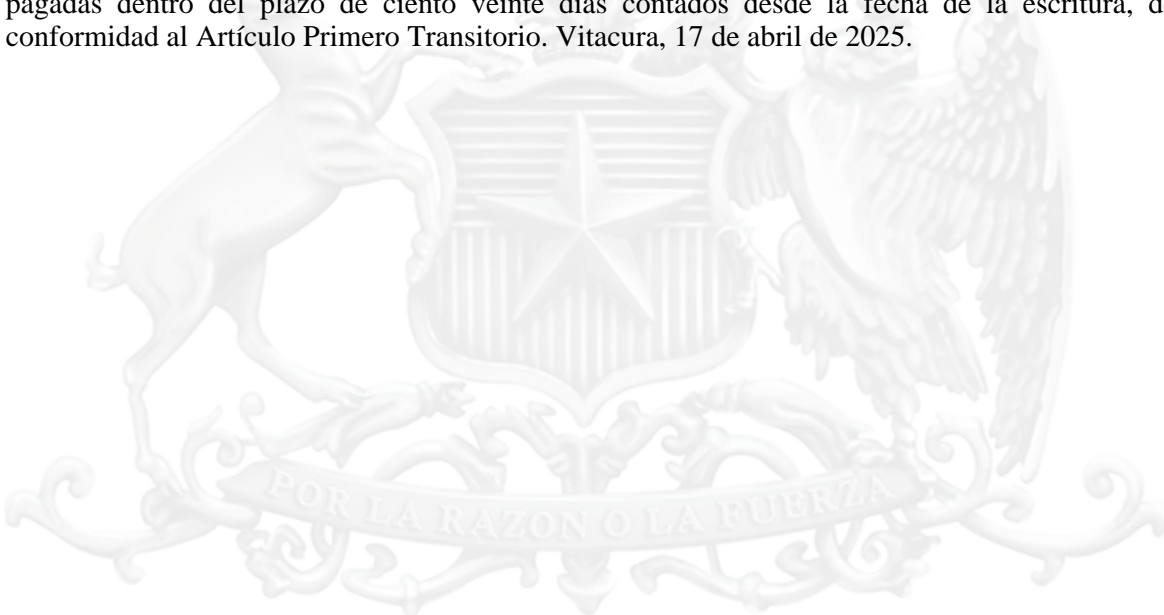 pagadas dentro del plazo de ciento veinte días contados desde la fecha de la escritura, d
conformidad al Artículo Primero Transitorio. Vitacura, 17 de abril de 2025.
POR LA RAZON O LA FUERZA